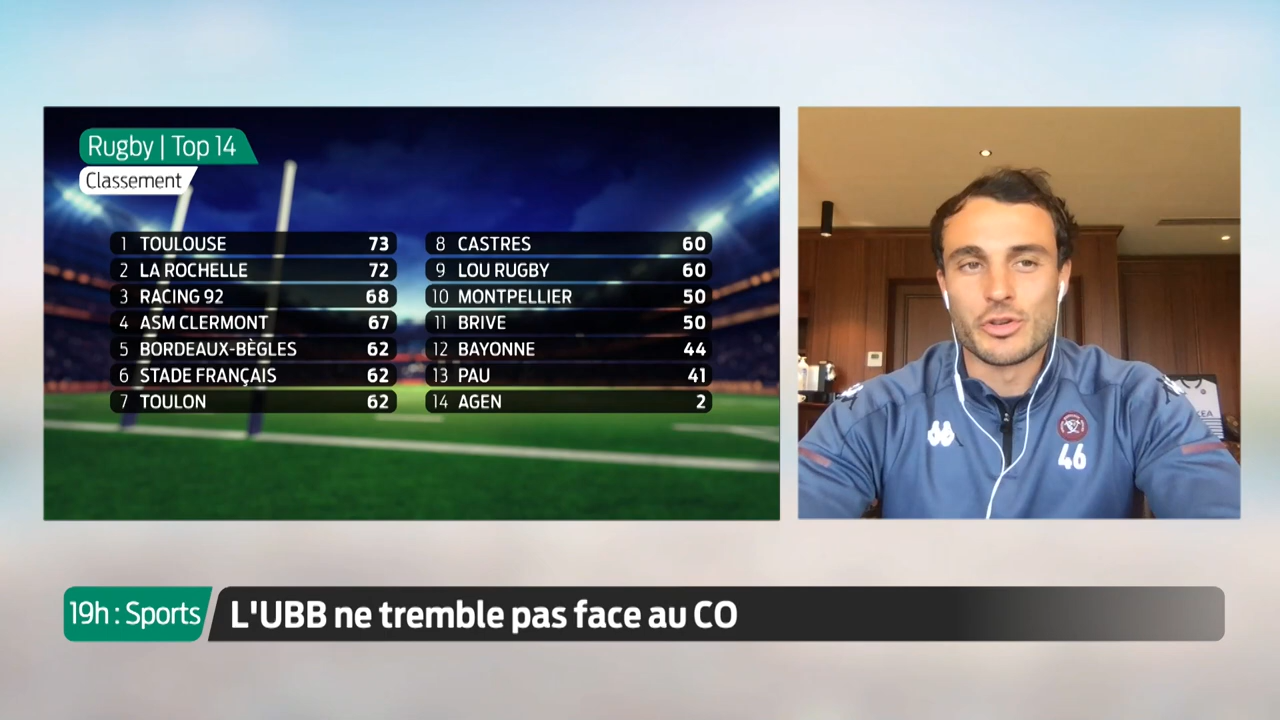 Rugby | Top 14
Classement
1 TOULOUSE 73
2 LA ROCHELLE 72
3 RACING 92 68
4 ASM CLERMONT 67
5 BORDEAUX-BÈGLES 62
6 STADE FRANÇAIS 62
7 TOULON 62
8 CASTRES 60
9 LOU RUGBY 60
10 MONTPELLIER 50
11 BRIVE 50
12 BAYONNE 44
13 PAU 41
14 AGEN 2
46
19h : Sports
L'UBB ne tremble pas face au CO